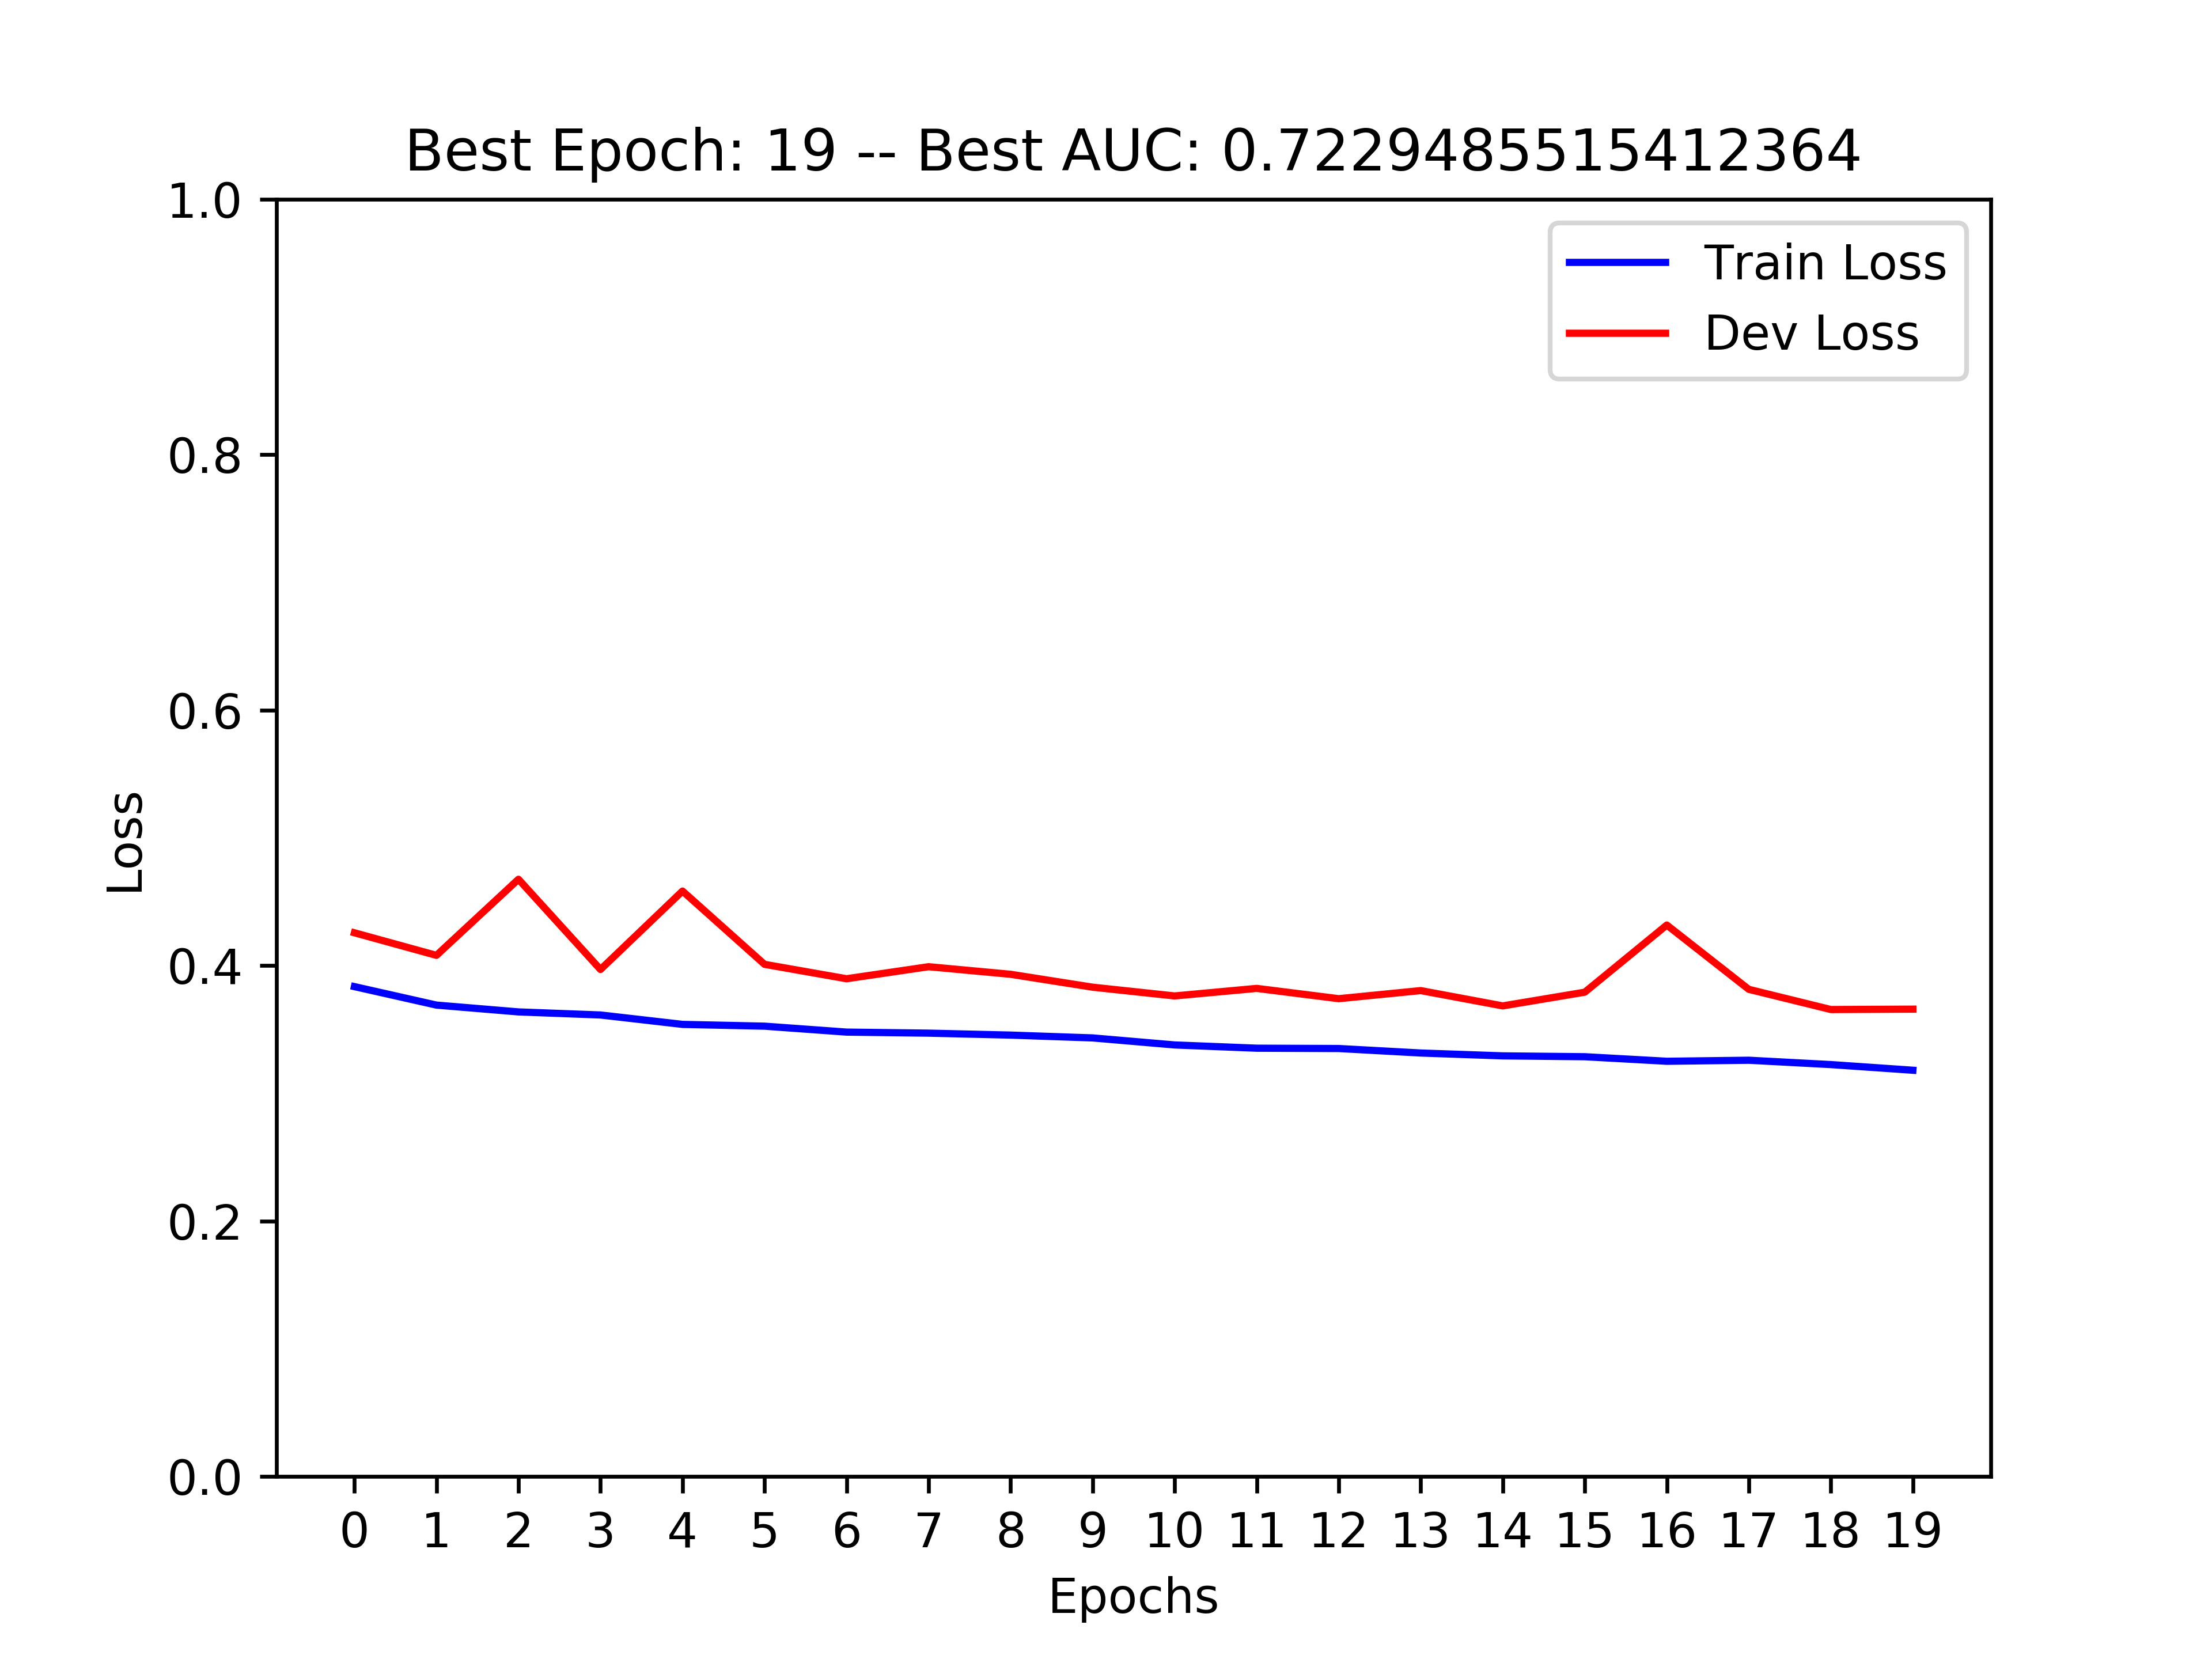 Best Epoch: 19 -- Best AUC: 0.7229485515412364
1.0
0.8
0.6
0.4
0.2
0.0
Loss
Train Loss
Dev Loss
0 1 2 3 4 5 6 7 8 9 10 11 12 13 14 15 16 17 18 19
Epochs